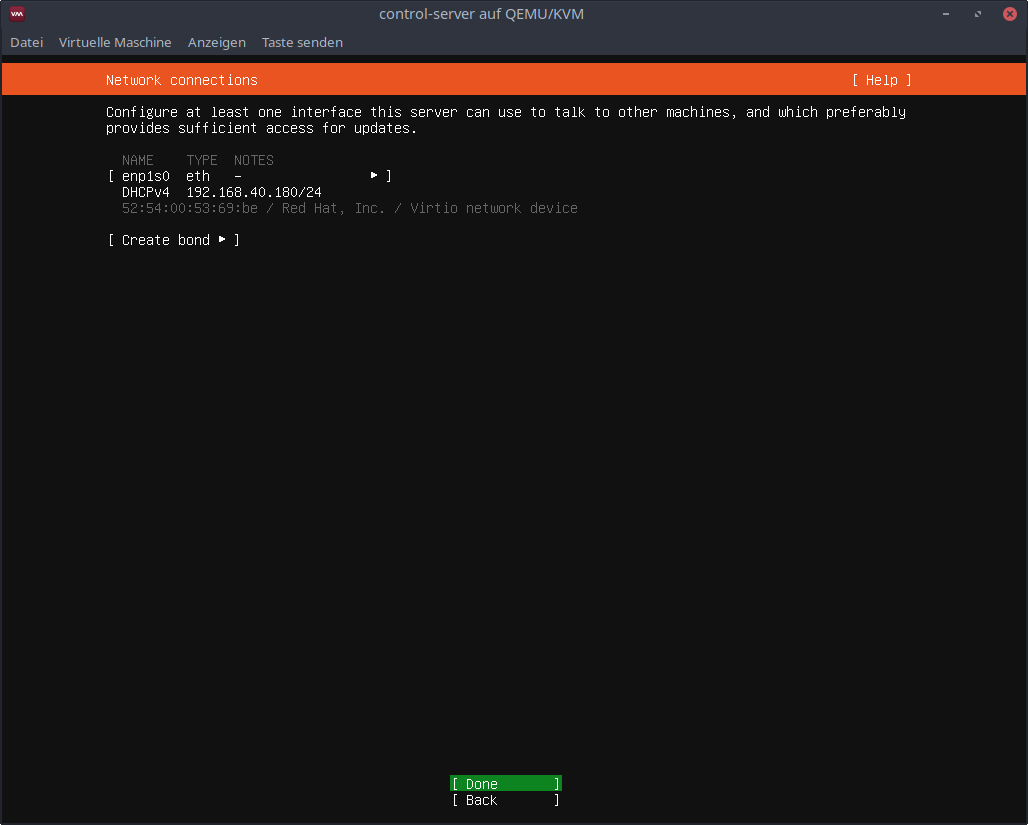 control-server auf QEMU/KVM
Datei Virtuelle Maschine Anzeigen Taste senden
Network connections [ Help ]
Configure at least one interface this server can use to talk to other machines, and which preferably
provides sufficient access for updates.
NAME TYPE NOTES
[ enp1s0 eth - ▸ ]
DHCPv4 192.168.40.180/24
52:54:00:53:69:be / Red Hat, Inc. / Virtio network device
[ Create bond ▸ ]
[ Done ]
[ Back ]